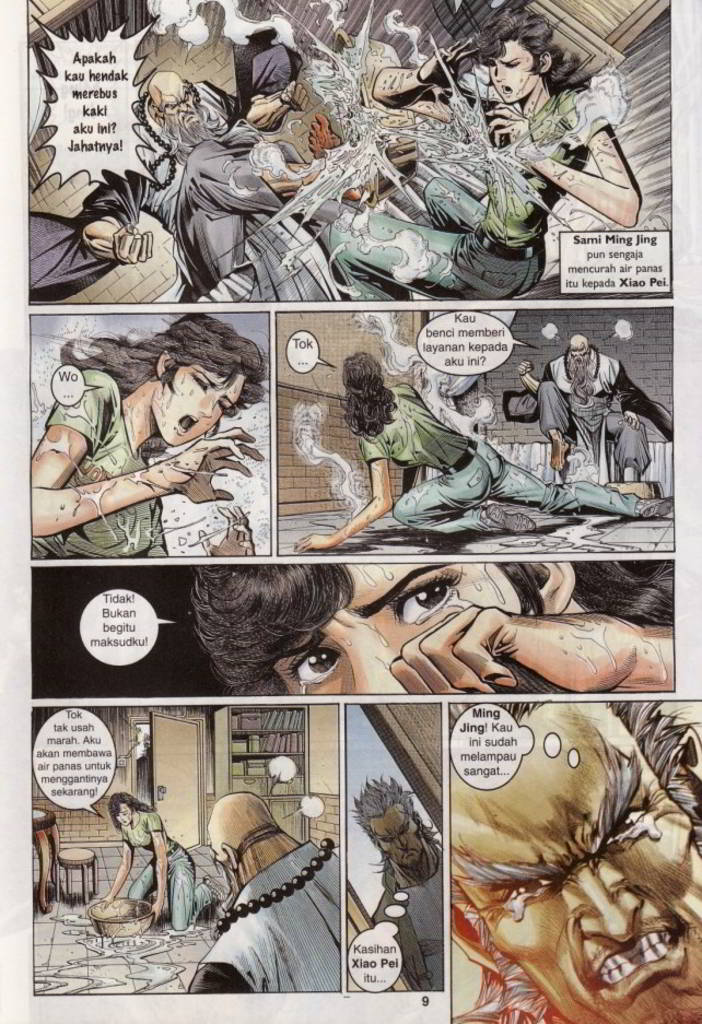 Apakah
kau hendak
merebus
kaki
aku ini?
Jahatnya!
Sami Ming Jing
pun sengaja
mencurah air panas
itu kepada Xiao Pei.
Wo
...
Tok
...
Kau
benci memberi
layanan kepada
aku ini?
Tidak!
Bukan
begitu
maksudku!
Tok
tak usah
marah. Aku
akan membawa
air panas untuk
menggantinya
sekarang!
Kasihan
Xiao Pei
itu...
Ming
Jing! Kau
ini sudah
melampau
sangat...
9